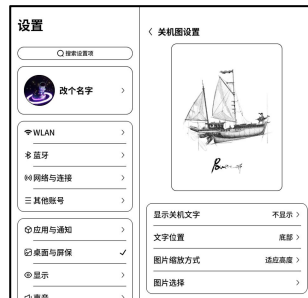 设置
搜索设置项
改个名字
WLAN
蓝牙
网络与连接
其他账号
应用与通知
桌面与屏保
显示
声音
关机图设置
显示关机文字 不显示
文字位置 底部
图片缩放方式 适应高度
图片选择